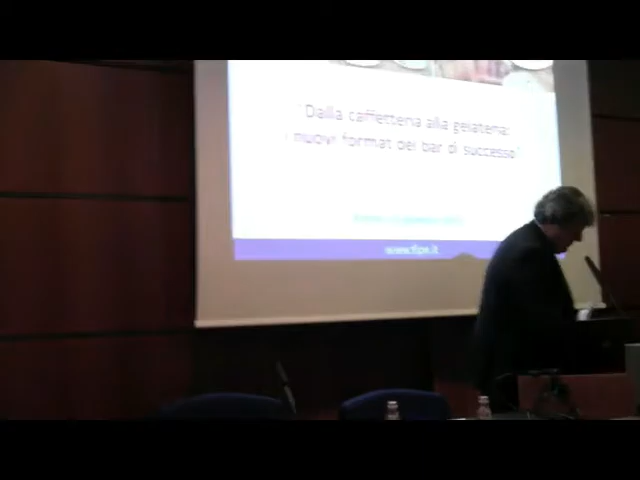 "Dalla caffetteria alla gelateria:
i nuovi format dei bar di successo"
www.fipe.it